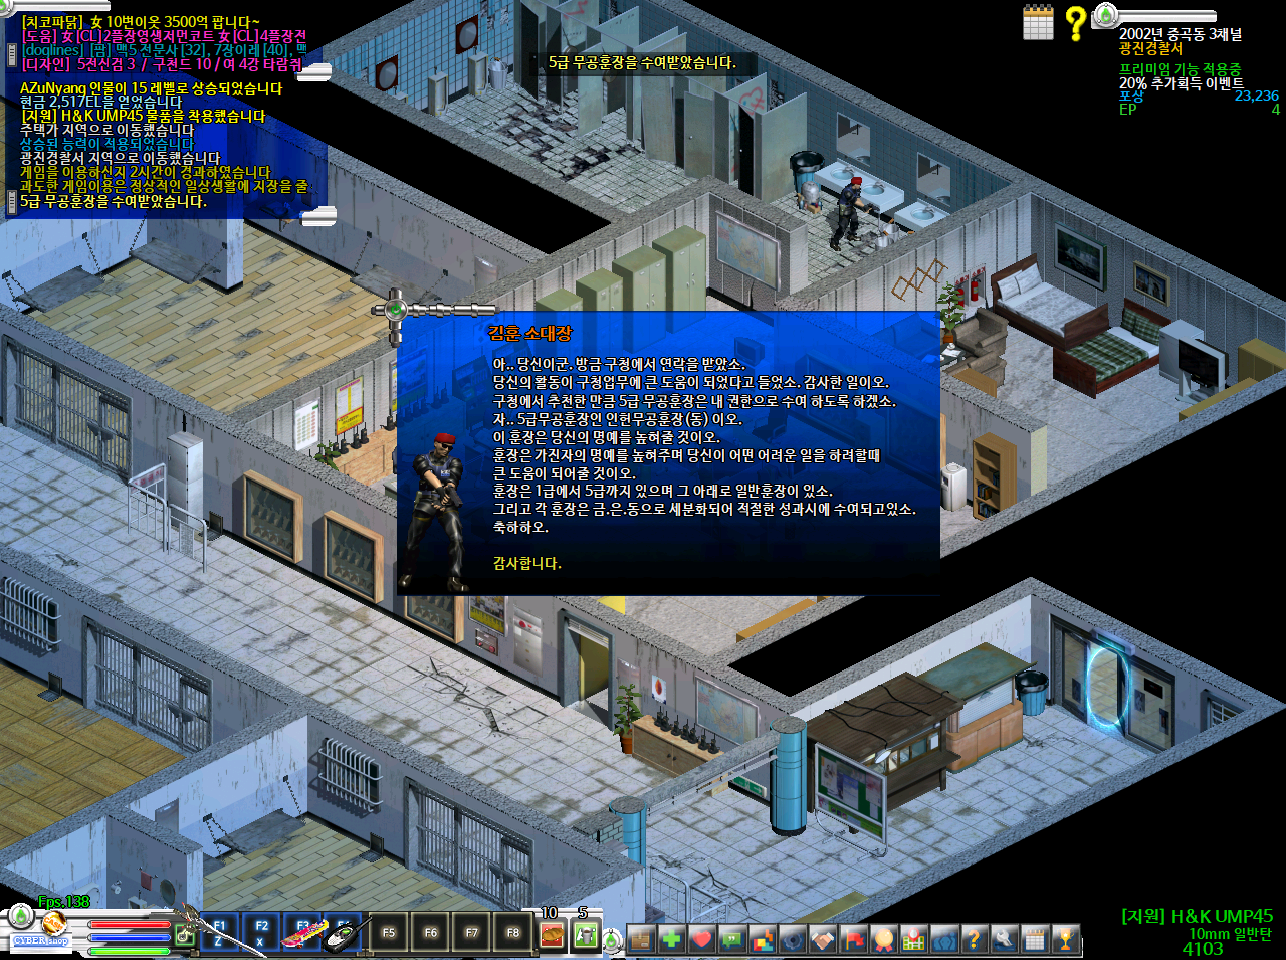 [치코파닭] 女 10변이옷 3500억 팝니다~
[도움] 女[CL]2플장영생저먼코트 女[CL]4플장전
[doglines] [팜] 맥5 전문사 [32], 7장이레 [40], 맥
[디자인] 5전신검 3 / 구천드 10 / 여 4강 타람쉬
AZuNyang 인물이 15 레벨로 상승되었습니다
현금 2,517EL을 얻었습니다
[지원] H&K UMP45 물품을 착용했습니다
주택가 지역으로 이동했습니다
상승된 능력이 적용되었습니다
광진경찰서 지역으로 이동했습니다
게임을 이용하신지 2시간이 경과하였습니다
과도한 게임이용은 정상적인 일상생활에 지장을 줄
5급 무공훈장을 수여받았습니다.
5급 무공훈장을 수여받았습니다.
2002년 중곡동 3채널
광진경찰서
프리미엄 기능 적용중
20% 추가획득 이벤트
포상 23,236
EP 4
김훈 소대장
아.. 당신이군. 방금 구청에서 연락을 받았소.
당신의 활동이 구청업무에 큰 도움이 되었다고 들었소. 감사한 일이오.
구청에서 추천한 만큼 5급 무공훈장은 내 권한으로 수여 하도록 하겠소.
자.. 5급무공훈장인 인헌무공훈장(동) 이오.
이 훈장은 당신의 명예를 높혀줄 것이오.
훈장은 가진자의 명예를 높혀주며 당신이 어떤 어려운 일을 하려할때
큰 도움이 되어줄 것이오.
훈장은 1급에서 5급까지 있으며 그 아래로 일반훈장이 있소.
그리고 각 훈장은 금.은.동으로 세분화되어 적절한 성과시에 수여되고있소.
축하하오.
감사합니다.
Fps.138
CYBER shop
F1 F2 F3 F5 F6 F7 F8
Z X
10 5
[지원] H&K UMP45
10mm 일반탄
4103